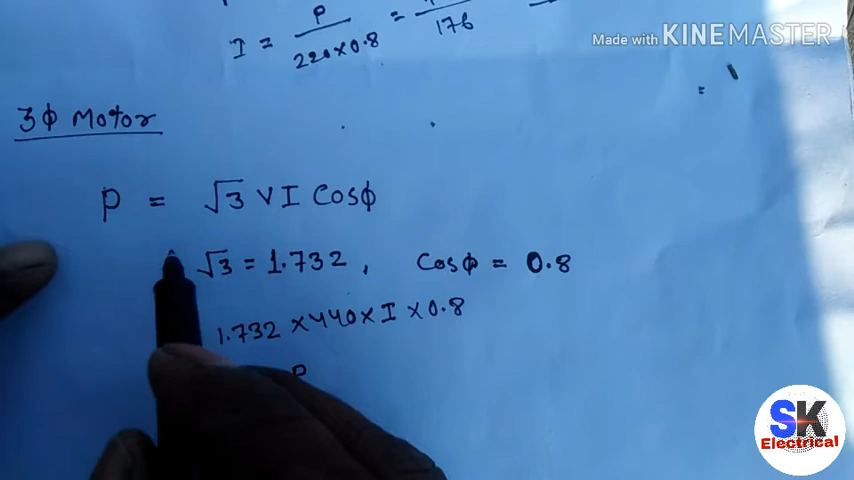 P
I = 220×0.8 = 176
Made with KINEMASTER
3ϕ Motor
P = √3 V I Cosϕ
√3 = 1.732 , Cosϕ = 0.8
1.732 × 440 × I × 0.8
P
SK
Electrical